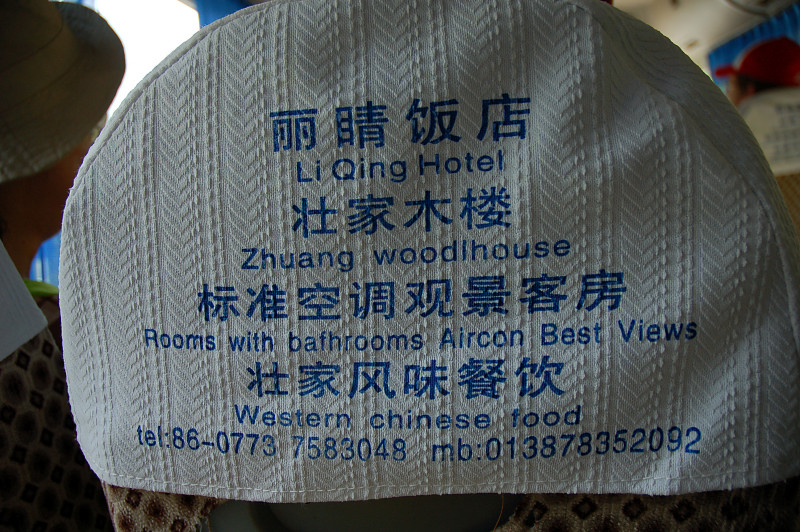 丽晴饭店
Li Qing Hotel
壮家木楼
Zhuang woodlhouse
标准空调观景客房
Rooms with bafhrooms Aircon Best Views
壮家风味餐饮
Western chinese food
tel:86-0773 7583048 mb:013878352092